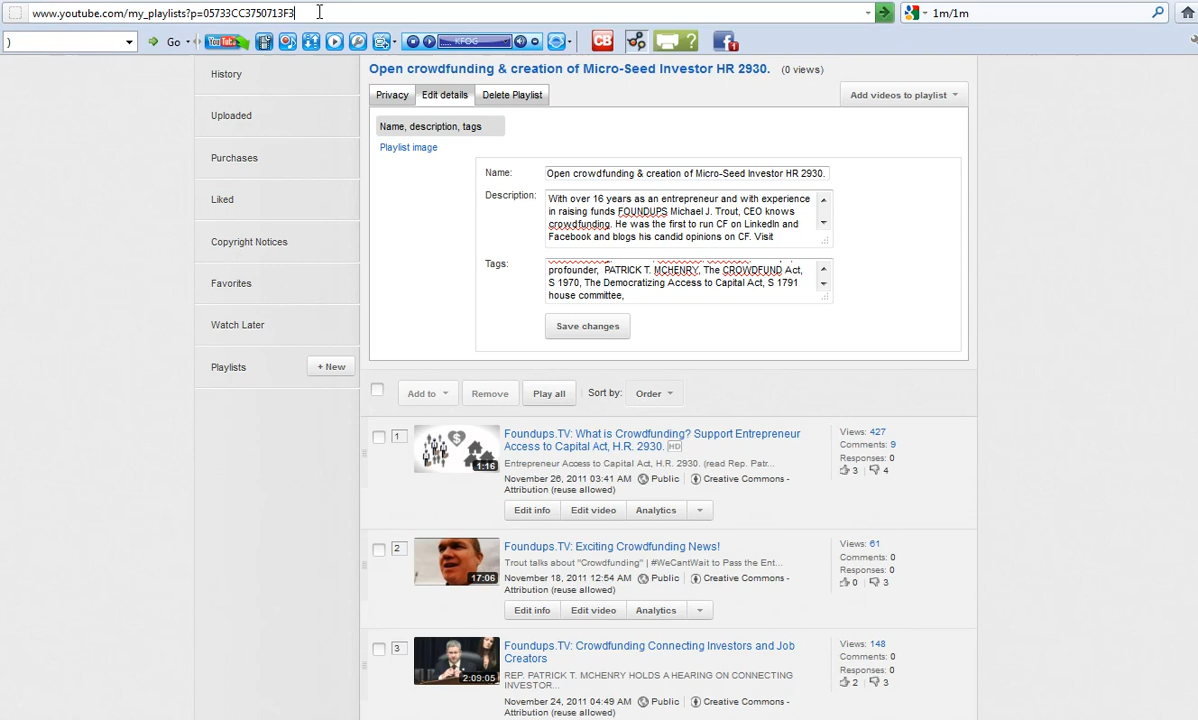 www.youtube.com/my_playlists?p=05733CC3750713F3
1m/1m
)
Go
YouTube
KFOG
CB
?
1
History
Uploaded
Purchases
Liked
Copyright Notices
Favorites
Watch Later
Playlists
+ New
Open crowdfunding & creation of Micro-Seed Investor HR 2930. (0 views)
Privacy
Edit details
Delete Playlist
Add videos to playlist
Name, description, tags
Playlist image
Name:
Open crowdfunding & creation of Micro-Seed Investor HR 2930.
Description:
With over 16 years as an entrepreneur and with experience
in raising funds FOUNDUPS Michael J. Trout, CEO knows
crowdfunding. He was the first to run CF on LinkedIn and
Facebook and blogs his candid opinions on CF. Visit
Tags:
profounder, PATRICK T. MCHENRY, The CROWDFUND Act,
S 1970, The Democratizing Access to Capital Act, S 1791
house committee,
Save changes
Add to
Remove
Play all
Sort by:
Order
1
1:16
Foundups.TV: What is Crowdfunding? Support Entrepreneur
Access to Capital Act, H.R. 2930. HD
Entrepreneur Access to Capital Act, H.R. 2930. (read Rep. Patr...
November 26, 2011 03:41 AM Public Creative Commons -
Attribution (reuse allowed)
Edit info
Edit video
Analytics
Views: 427
Comments: 9
Responses: 0
3 4
2
17:06
Foundups.TV: Exciting Crowdfunding News!
Trout talks about "Crowdfunding" | #WeCantWait to Pass the Ent...
November 18, 2011 12:54 AM Public Creative Commons -
Attribution (reuse allowed)
Edit info
Edit video
Analytics
Views: 61
Comments: 0
Responses: 0
0 3
3
2:09:05
Foundups.TV: Crowdfunding Connecting Investors and Job
Creators
REP. PATRICK T. MCHENRY HOLDS A HEARING ON CONNECTING
INVESTOR...
November 24, 2011 04:49 AM Public Creative Commons -
Attribution (reuse allowed)
Views: 148
Comments: 0
Responses: 0
2 3